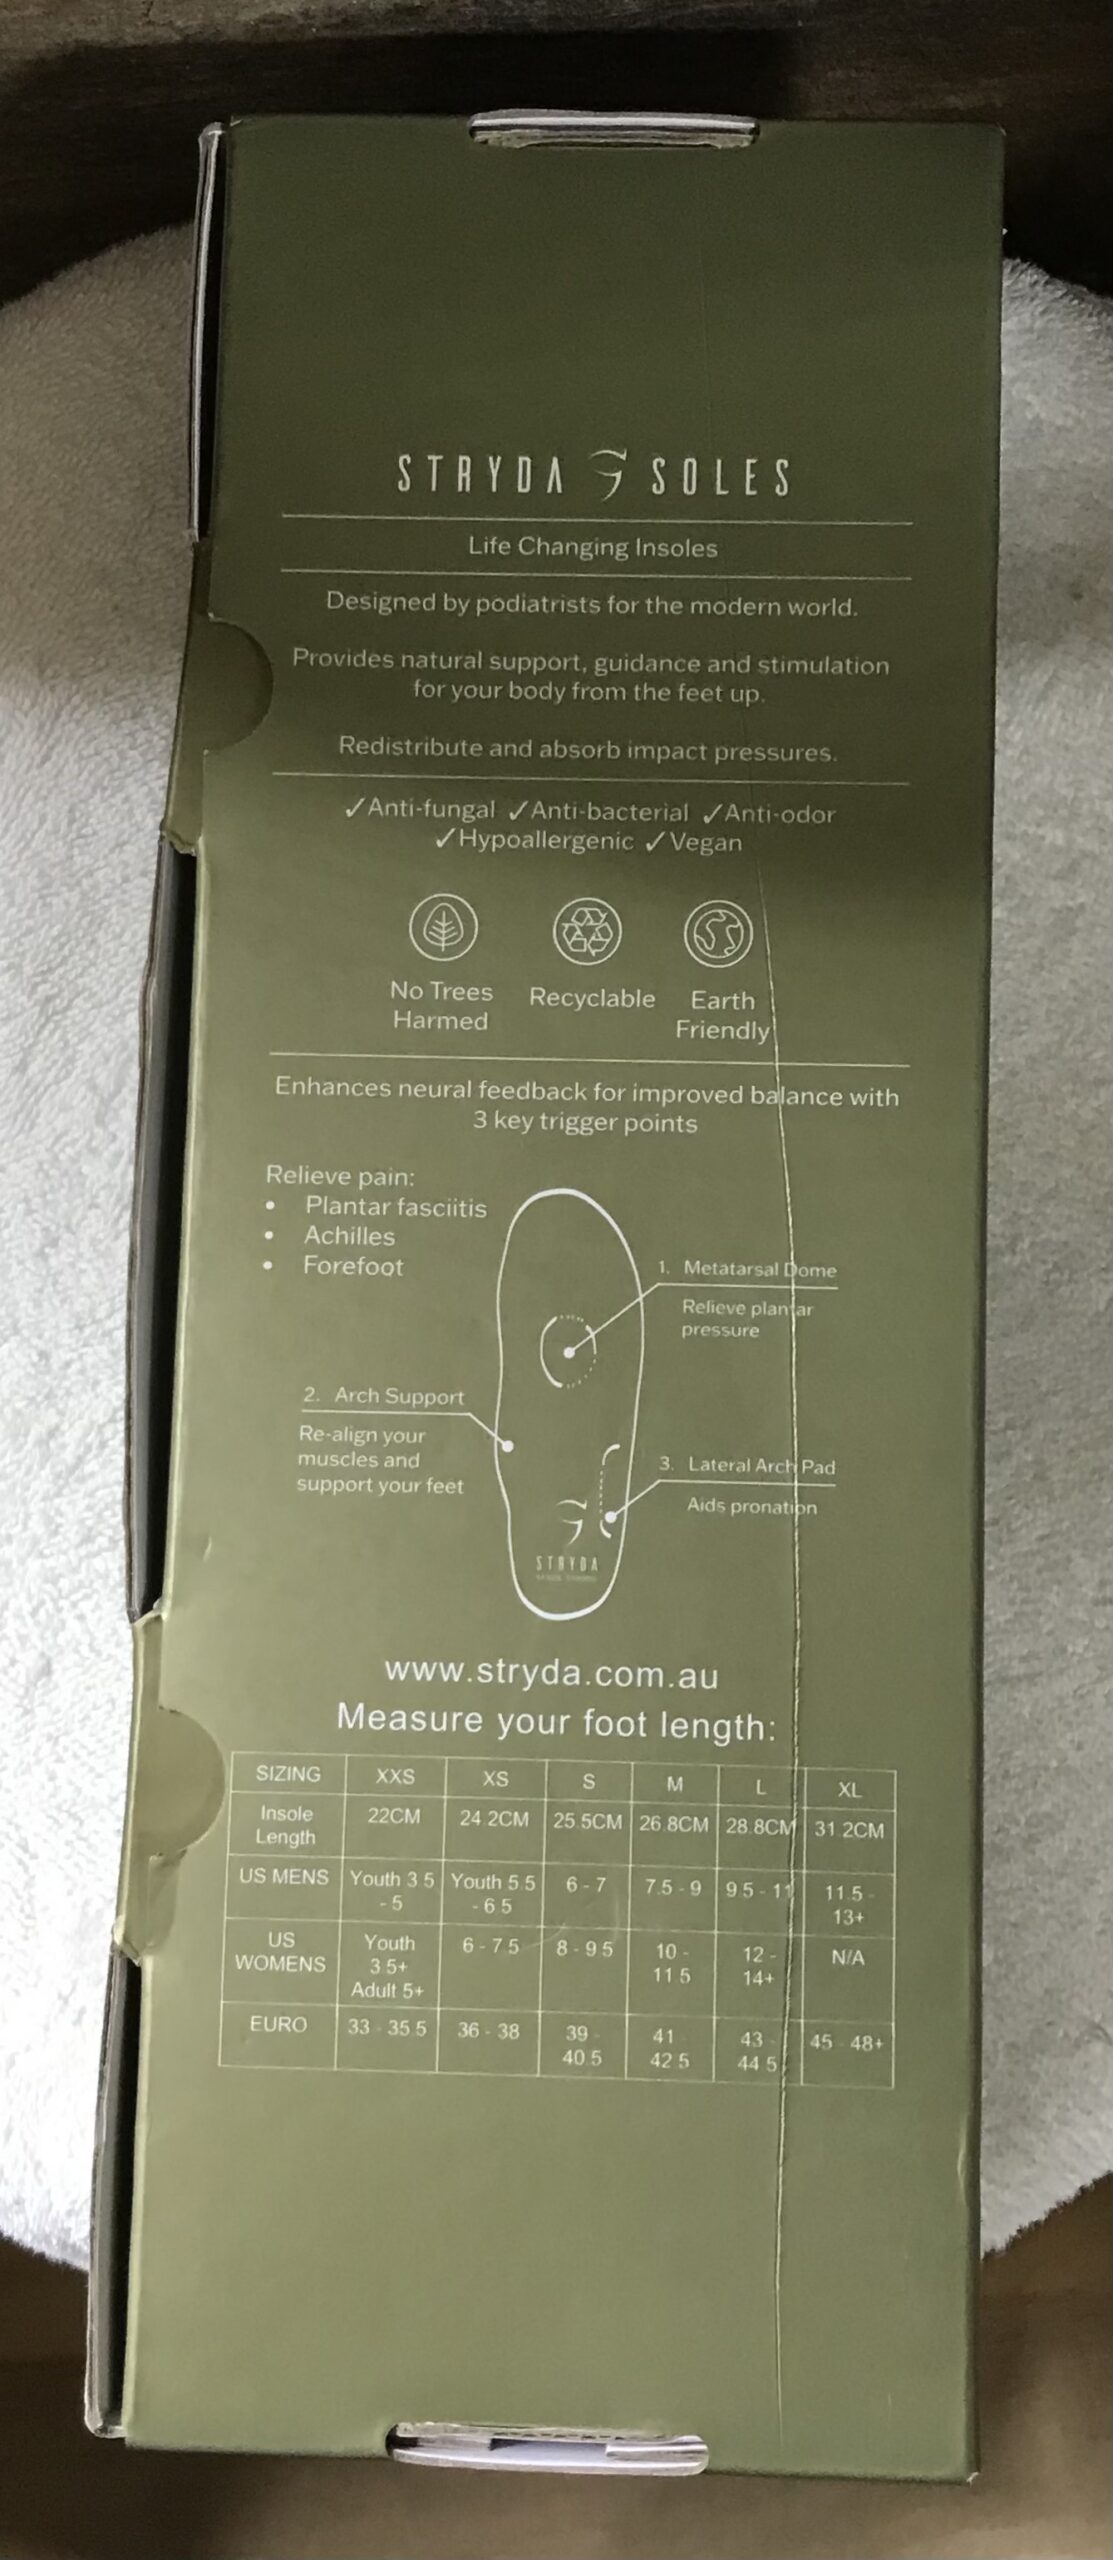 STRYDA SOLES
Life Changing Insoles
Designed by podiatrists for the modern world.
Provides natural support, guidance and stimulation
for your body from the feet up.
Redistribute and absorb impact pressures.
✓Anti-fungal ✓Anti-bacterial ✓Anti-odor
✓Hypoallergenic ✓Vegan
No Trees
Harmed
Recyclable
Earth
Friendly
Enhances neural feedback for improved balance with
3 key trigger points
Relieve pain:
• Plantar fasciitis
• Achilles
• Forefoot
1. Metatarsal Dome
Relieve plantar
pressure
2. Arch Support
Re-align your
muscles and
support your feet
3. Lateral Arch Pad
Aids pronation
STRYDA
www.stryda.com.au
Measure your foot length:
SIZING XXS XS S M L XL
Insole
Length
22CM 24.2CM 25.5CM 26.8CM 28.8CM 31.2CM
US MENS
Youth 3.5
- 5
Youth 5.5
- 6.5
6 - 7
7.5 - 9
9.5 - 11
11.5 -
13+
US
WOMENS
Youth
3.5+
Adult 5+
6 - 7.5
8 - 9.5
10 -
11.5
12 -
14+
N/A
EURO
33 - 35.5
36 - 38
39 -
40.5
41
42.5
43 -
44.5
45 - 48+